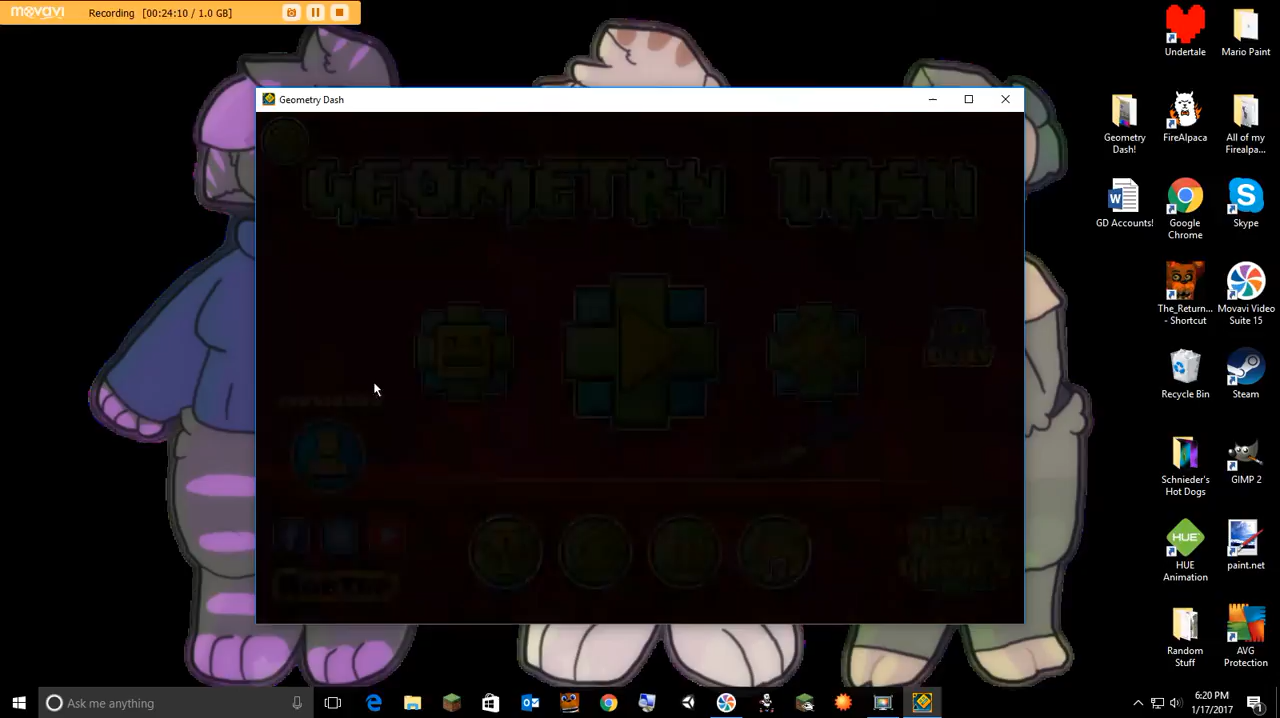 movavi Recording [00:24:10 / 1.0 GB]
Undertale
Mario Paint
Geometry Dash
GEOMETRY DASH
Geometry Dash!
FireAlpaca
All of my Firealpa...
GD Accounts!
Google Chrome
Skype
The_Return... - Shortcut
Movavi Video Suite 15
Recycle Bin
Steam
Schnieder's Hot Dogs
GIMP 2
HUE
HUE Animation
paint.net
Random Stuff
AVG Protection
Ask me anything
6:20 PM
1/17/2017
1